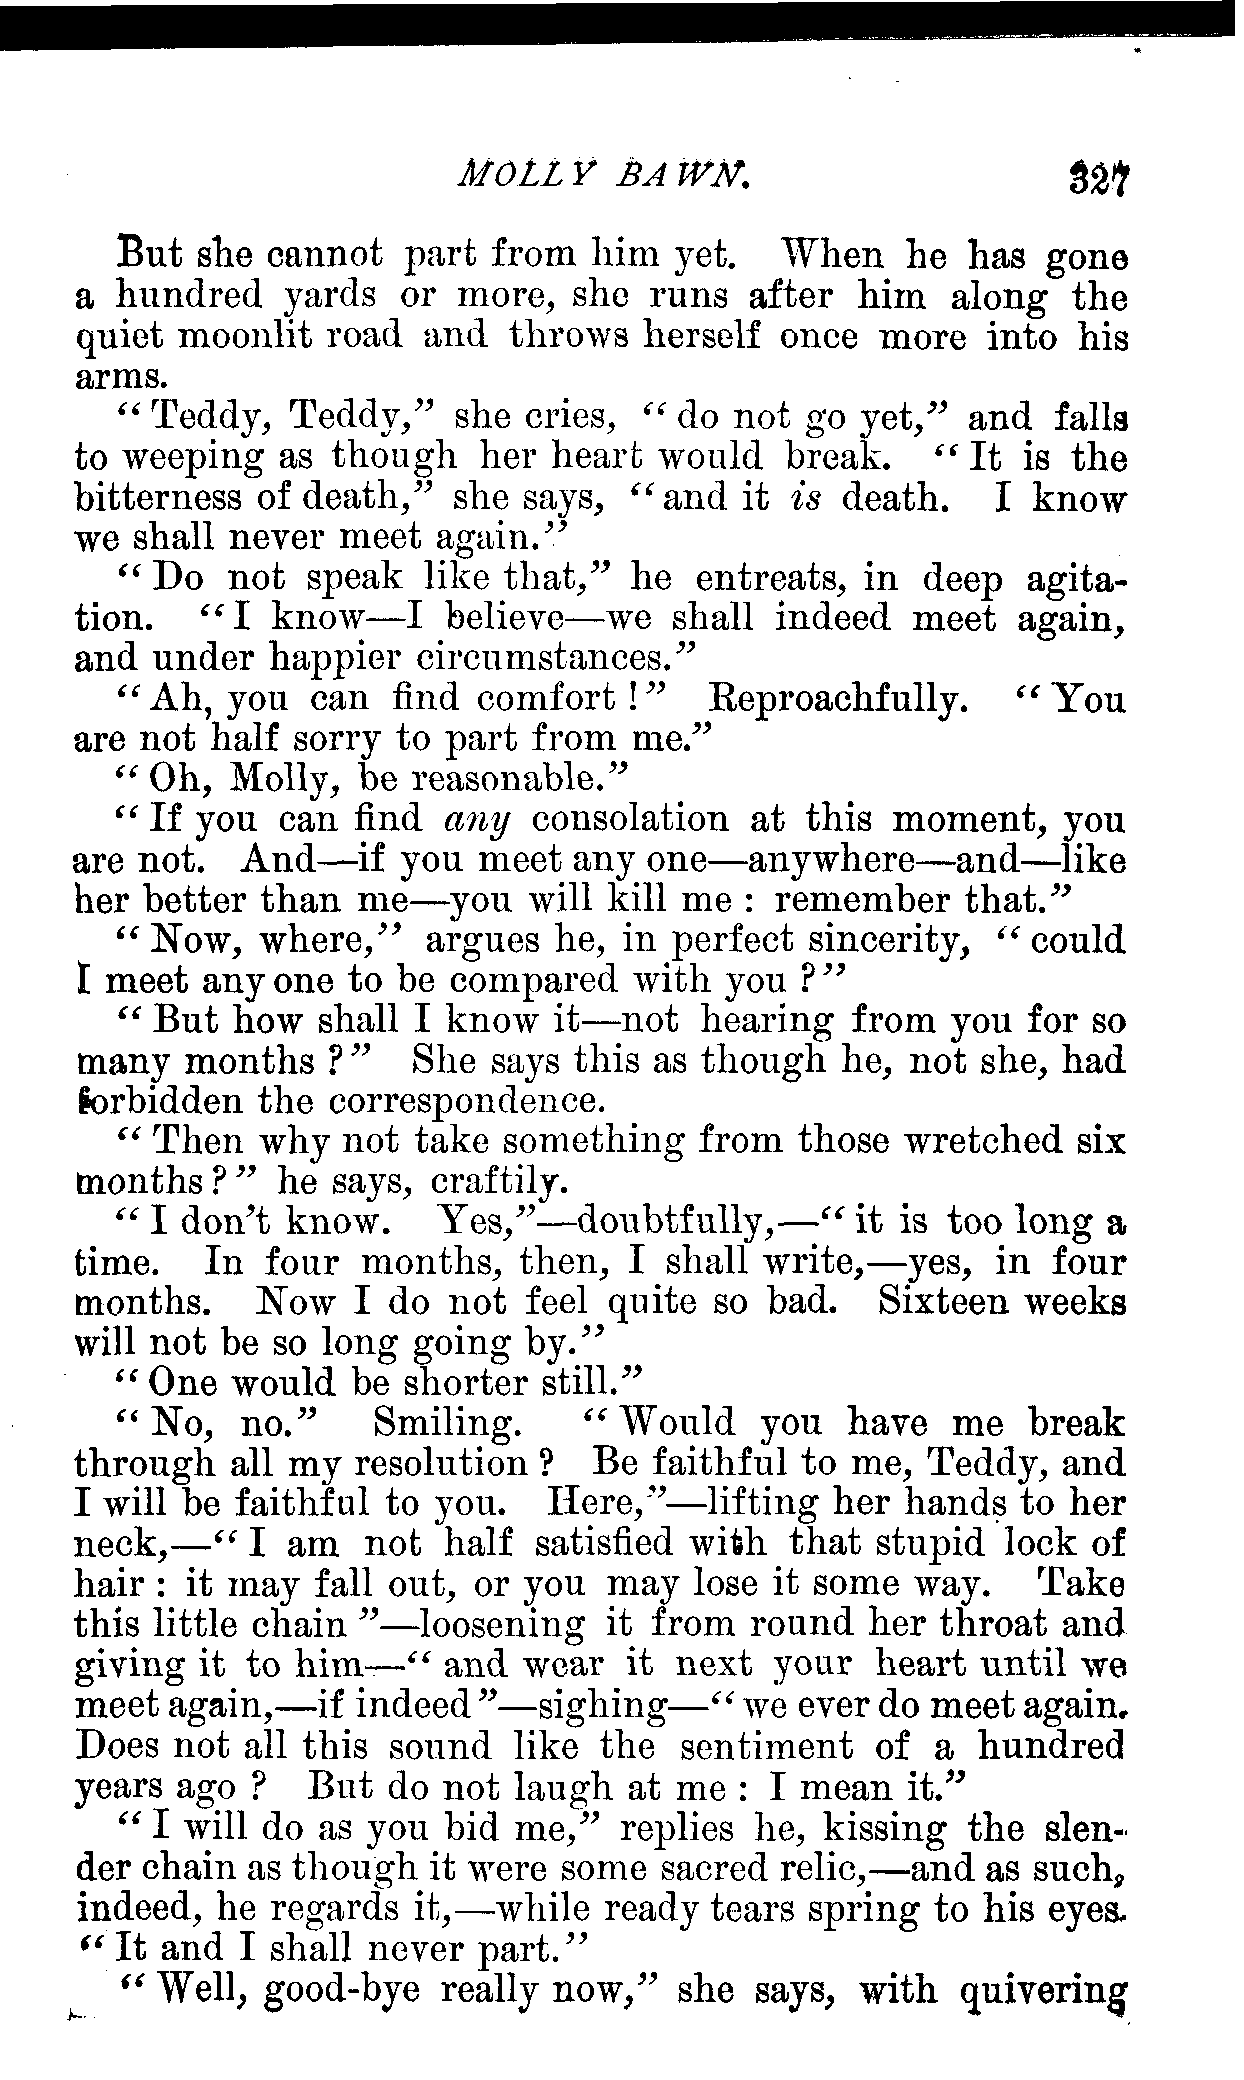 MOLLY BAWN. 327
But she cannot part from him yet. When he has gone
a hundred yards or more, she runs after him along the
quiet moonlit road and throws herself once more into his
arms.
“Teddy, Teddy,” she cries, “do not go yet,” and falls
to weeping as though her heart would break. “It is the
bitterness of death,” she says, “and it is death. I know
we shall never meet again.”
“Do not speak like that,” he entreats, in deep agita-
tion. “I know—I believe—we shall indeed meet again,
and under happier circumstances.”
“Ah, you can find comfort!” Reproachfully. “You
are not half sorry to part from me.”
“Oh, Molly, be reasonable.”
“If you can find any consolation at this moment, you
are not. And—if you meet any one—anywhere—and—like
her better than me—you will kill me: remember that.”
“Now, where,” argues he, in perfect sincerity, “could
I meet any one to be compared with you?”
“But how shall I know it—not hearing from you for so
many months?” She says this as though he, not she, had
forbidden the correspondence.
“Then why not take something from those wretched six
months?” he says, craftily.
“I don’t know. Yes,”—doubtfully,—“it is too long a
time. In four months, then, I shall write,—yes, in four
months. Now I do not feel quite so bad. Sixteen weeks
will not be so long going by.”
“One would be shorter still.”
“No, no.” Smiling. “Would you have me break
through all my resolution? Be faithful to me, Teddy, and
I will be faithful to you. Here,”—lifting her hands to her
neck,—“I am not half satisfied with that stupid lock of
hair: it may fall out, or you may lose it some way. Take
this little chain”—loosening it from round her throat and
giving it to him—“and wear it next your heart until we
meet again,—if indeed”—sighing—“we ever do meet again.
Does not all this sound like the sentiment of a hundred
years ago? But do not laugh at me: I mean it.”
“I will do as you bid me,” replies he, kissing the slen-
der chain as though it were some sacred relic,—and as such,
indeed, he regards it,—while ready tears spring to his eyes.
“It and I shall never part.”
“Well, good-bye really now,” she says, with quivering